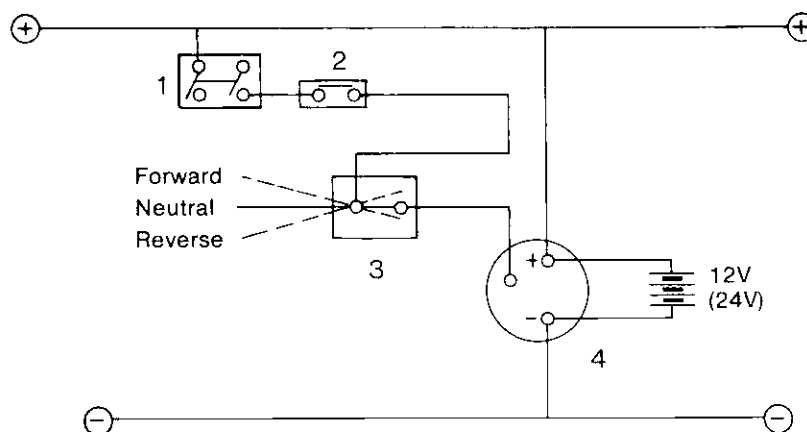 + +
1
2
Forward
Neutral
Reverse
3
+
-
12V
(24V)
4
- -